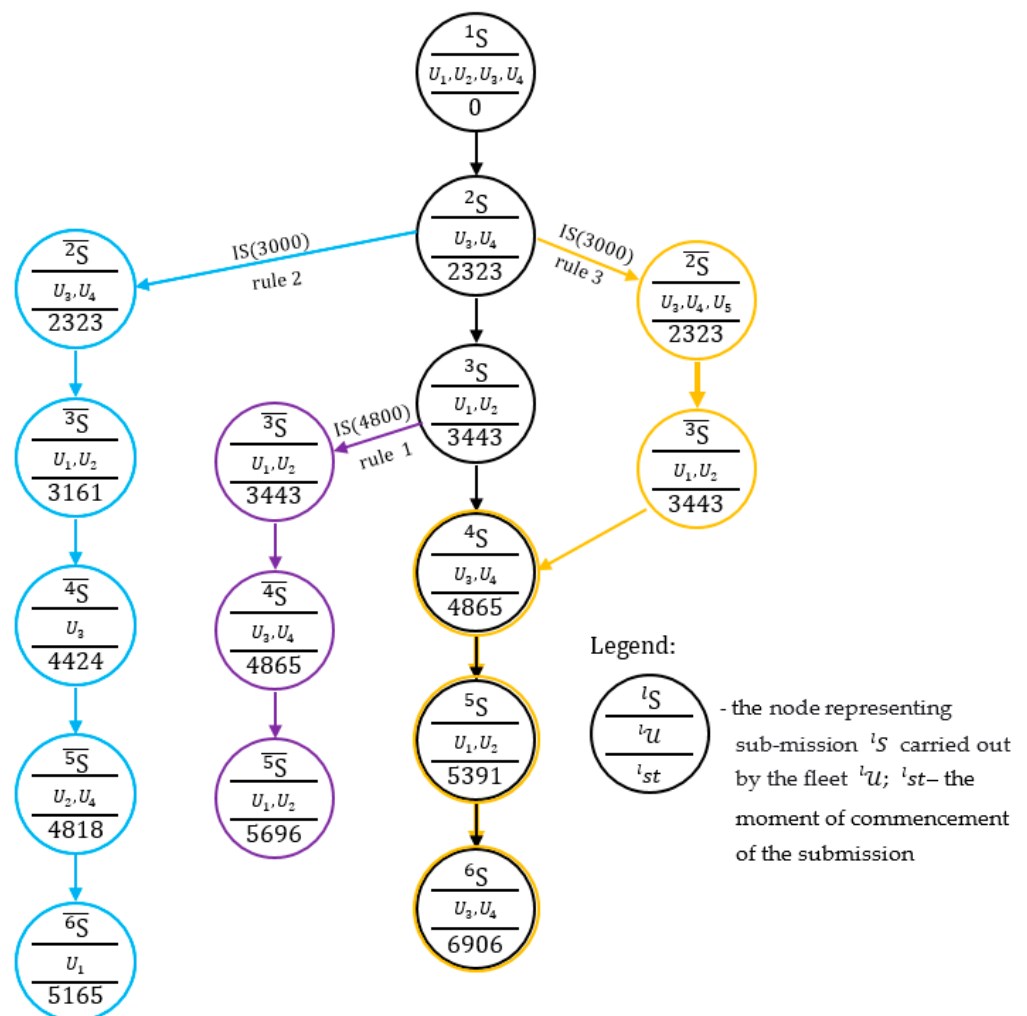 ¹S
U₁,U₂,U₃,U₄
0
²S
U₃,U₄
2323
IS(3000)
rule 2
IS(3000)
rule 3
²S̅
U₃,U₄
2323
²S̅
U₃,U₄,U₅
2323
³S
U₁,U₂
3443
IS(4800)
rule 1
³S̅
U₁,U₂
3161
³S̅
U₁,U₂
3443
³S̅
U₁,U₂
3443
⁴S
U₃,U₄
4865
⁴S̅
U₃
4424
⁴S̅
U₃,U₄
4865
⁵S
U₁,U₂
5391
⁵S̅
U₂,U₄
4818
⁵S̅
U₁,U₂
5696
⁶S
U₃,U₄
6906
⁶S̅
U₁
5165
Legend:
ˡS
ˡU
ˡst
- the node representing
sub-mission ˡS carried out
by the fleet ˡU; ˡst– the
moment of commencement
of the submission